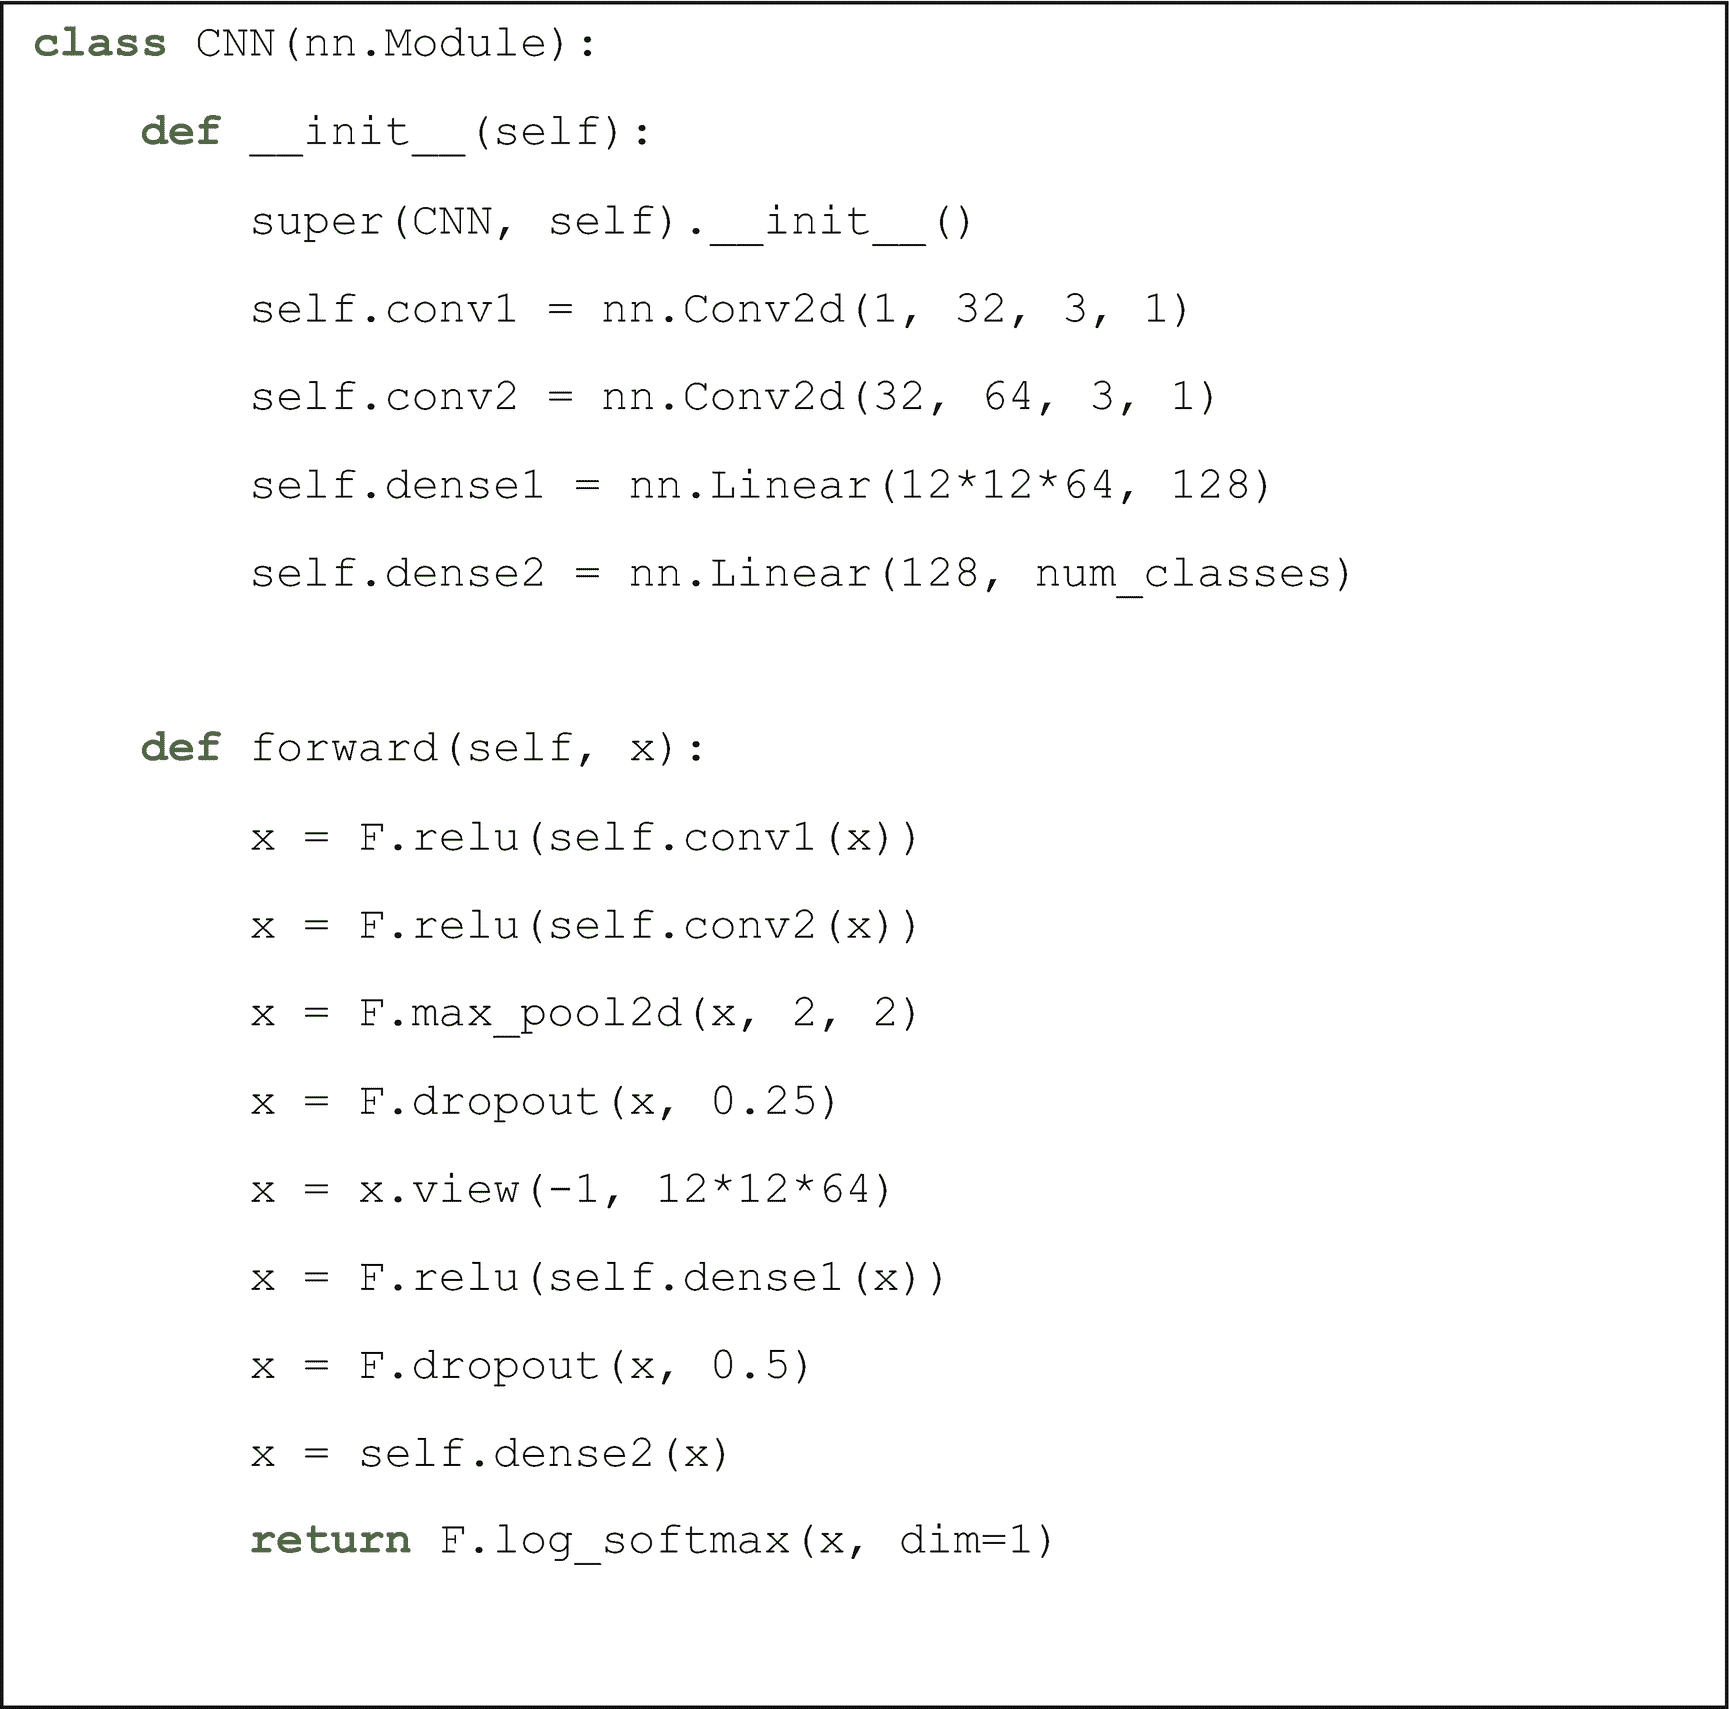 class CNN(nn.Module):
    def __init__(self):
        super(CNN, self).__init__()
        self.conv1 = nn.Conv2d(1, 32, 3, 1)
        self.conv2 = nn.Conv2d(32, 64, 3, 1)
        self.dense1 = nn.Linear(12*12*64, 128)
        self.dense2 = nn.Linear(128, num_classes)
    def forward(self, x):
        x = F.relu(self.conv1(x))
        x = F.relu(self.conv2(x))
        x = F.max_pool2d(x, 2, 2)
        x = F.dropout(x, 0.25)
        x = x.view(-1, 12*12*64)
        x = F.relu(self.dense1(x))
        x = F.dropout(x, 0.5)
        x = self.dense2(x)
        return F.log_softmax(x, dim=1)